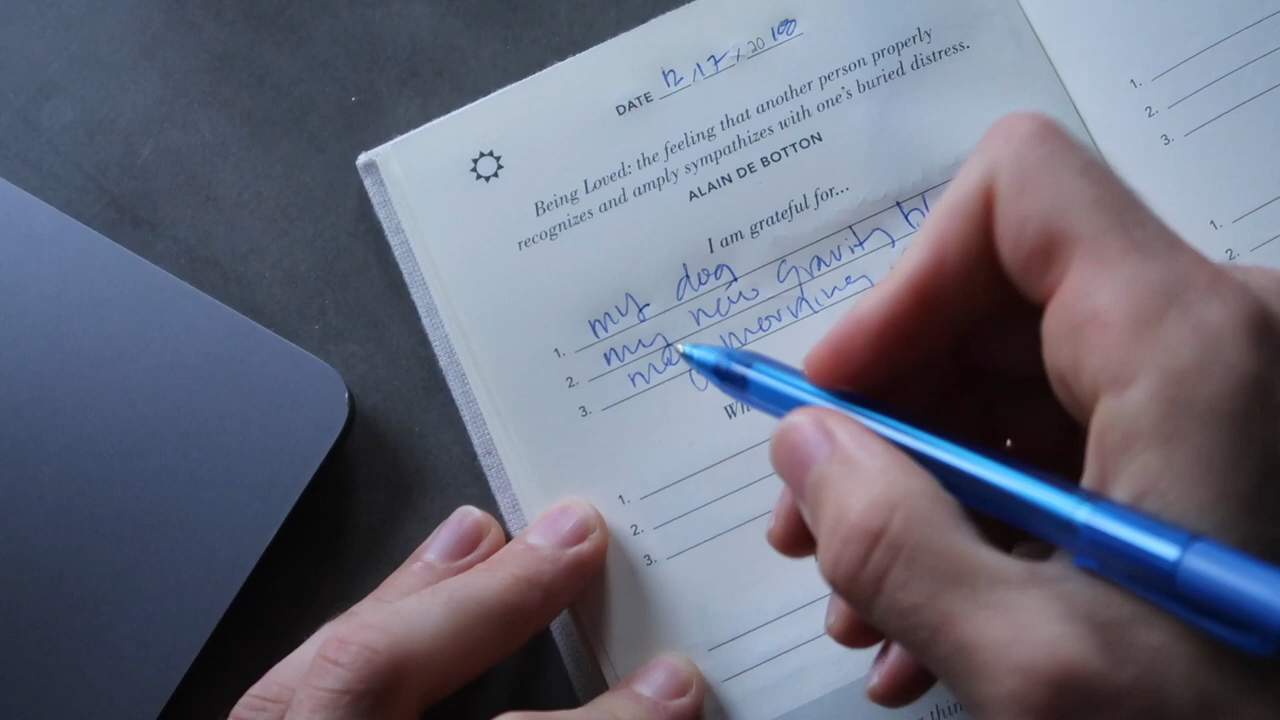 DATE 12 / 17 / 20 18
Being Loved: the feeling that another person properly
recognizes and amply sympathizes with one's buried distress.
ALAIN DE BOTTON
I am grateful for...
1. my dog
2. my new gravity
3. morning
1.
2.
3.
1.
2.
3.
1.
2.